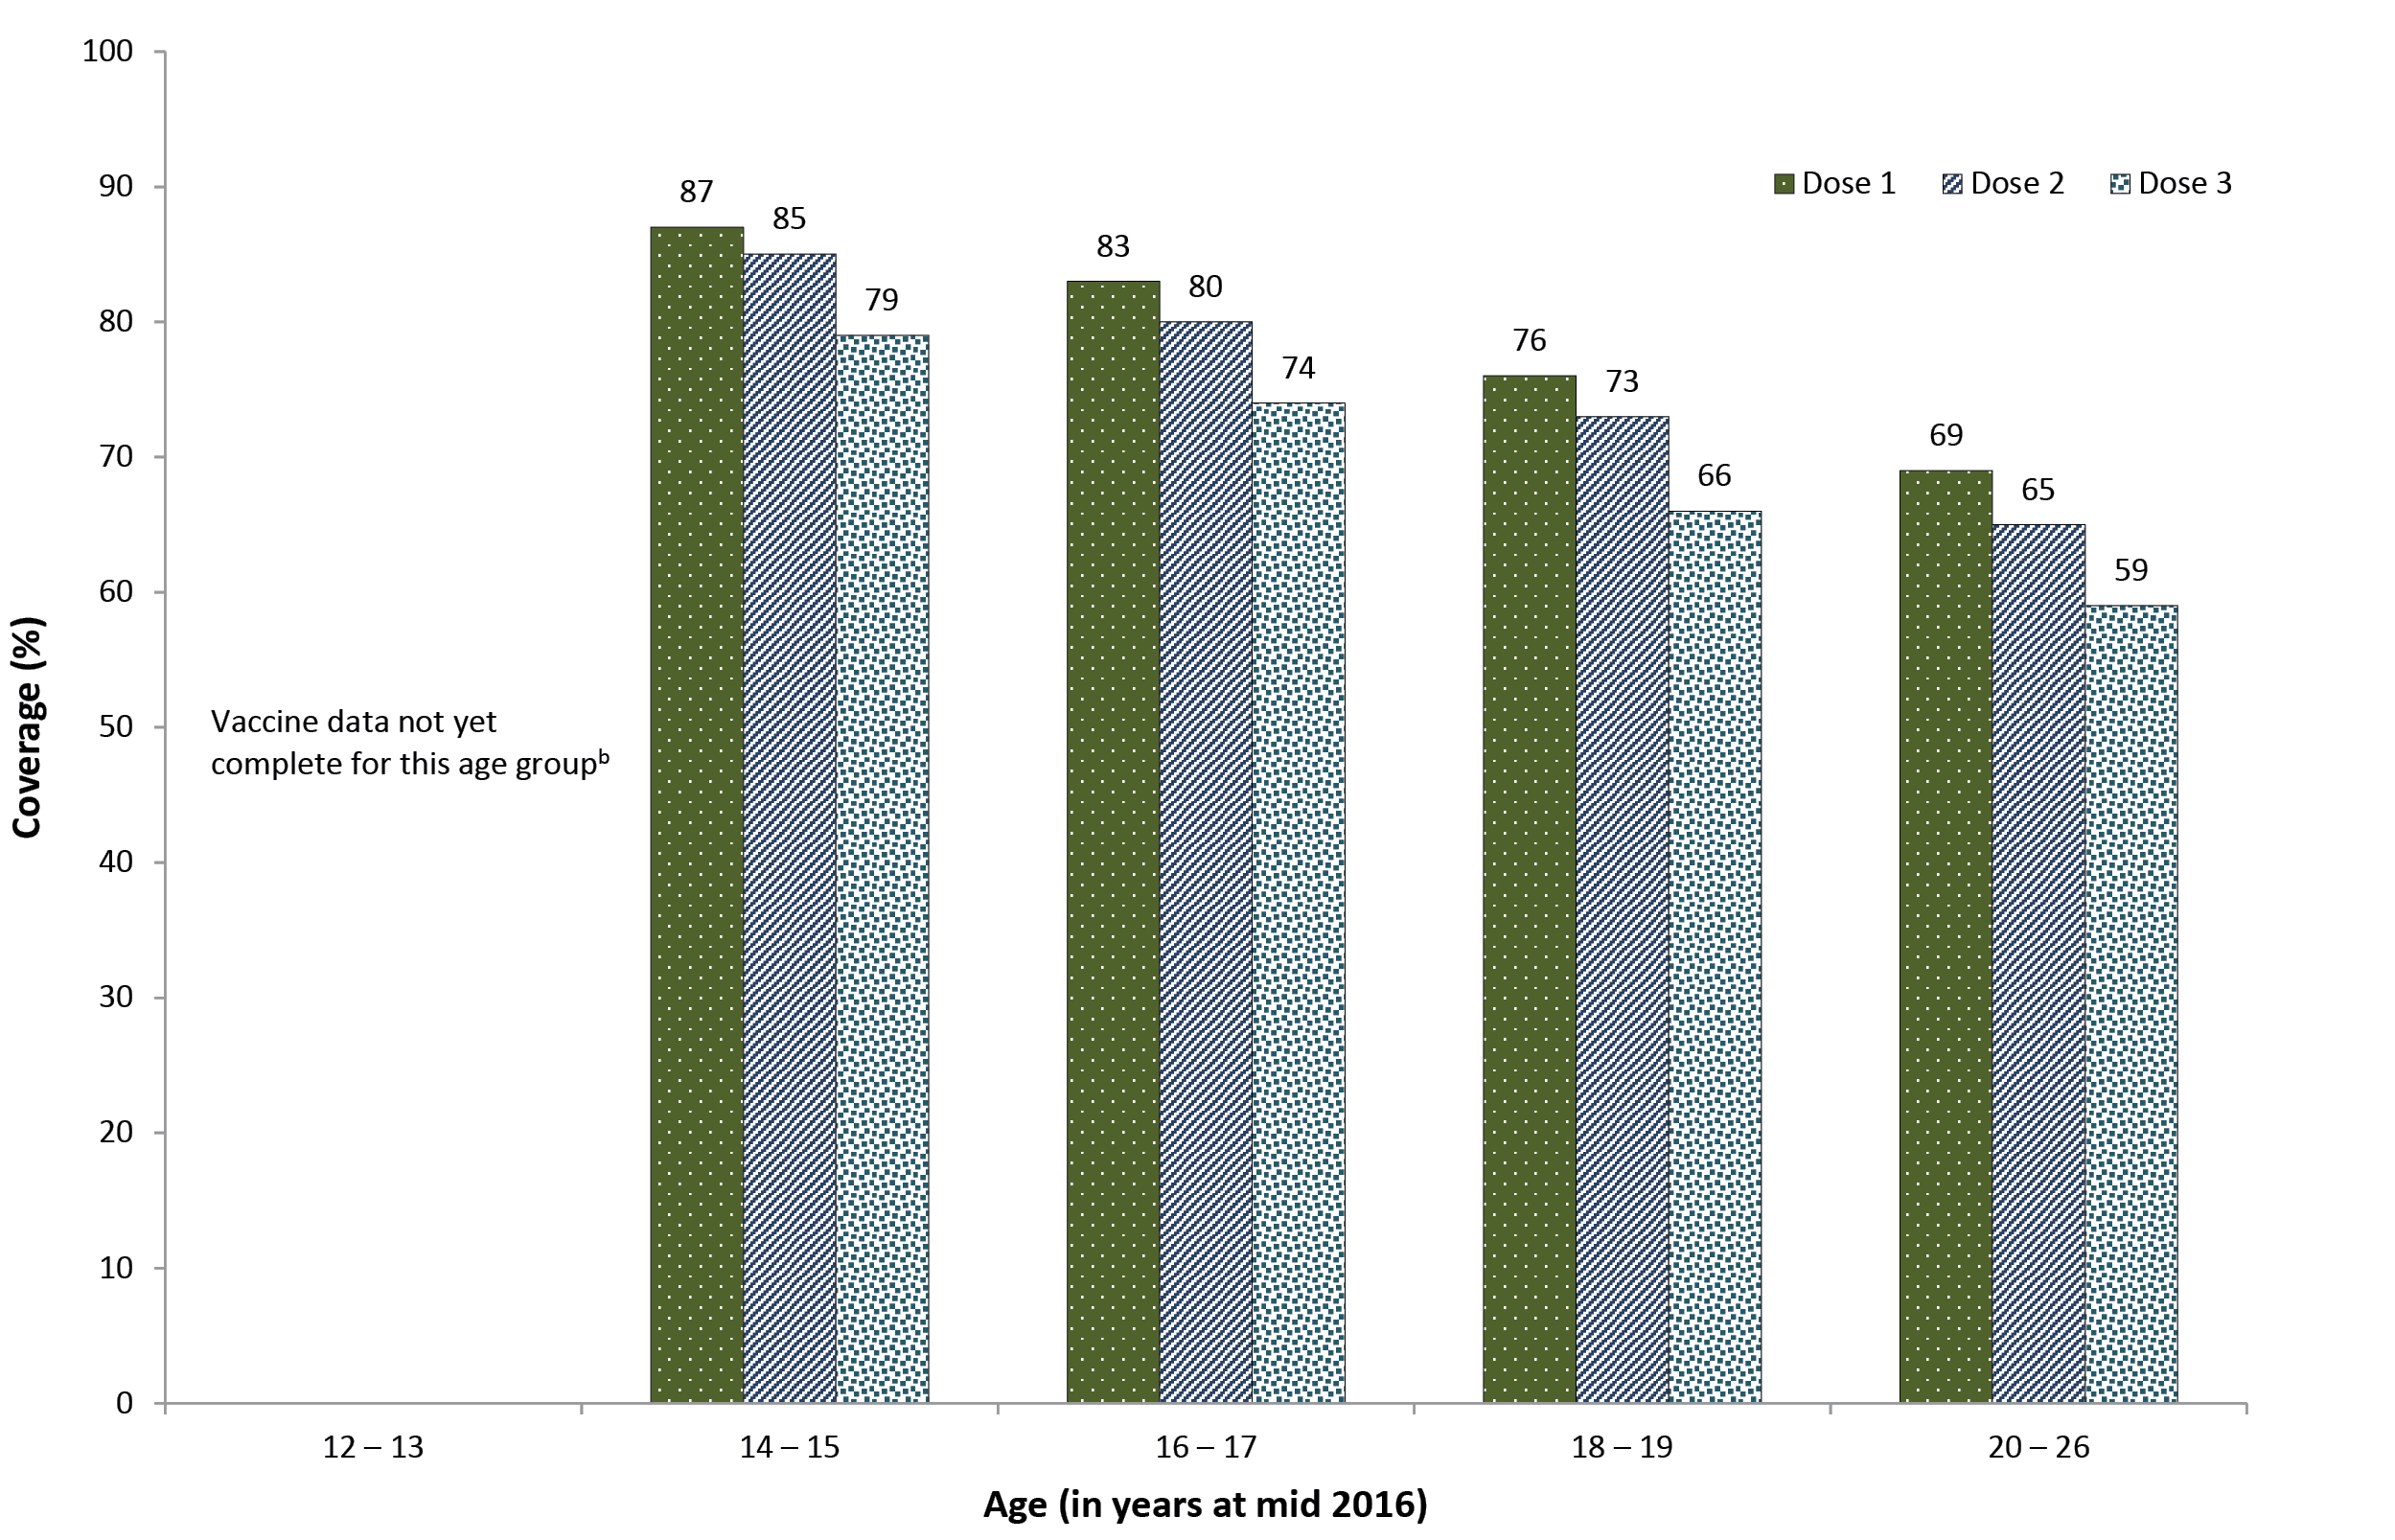 100
90
80
70
60
50
40
30
20
10
0
Coverage (%)
Dose 1 Dose 2 Dose 3
87 85 79
83 80 74
76 73 66
69 65 59
Vaccine data not yet
complete for this age groupᵇ
12 – 13 14 – 15 16 – 17 18 – 19 20 – 26
Age (in years at mid 2016)